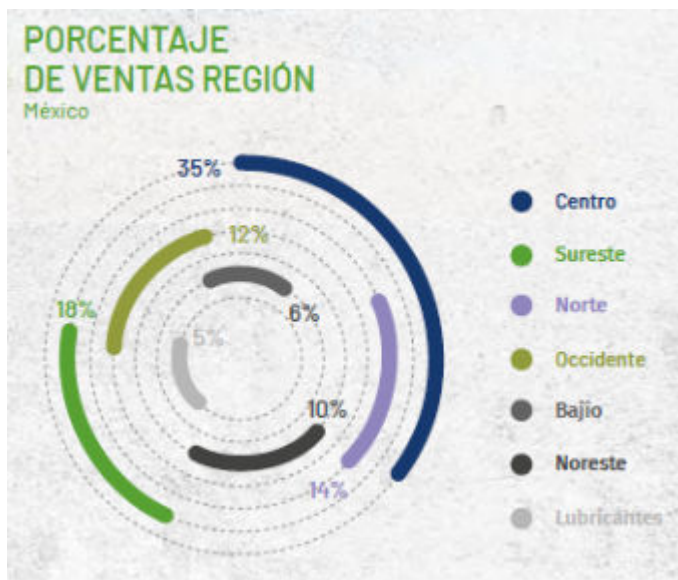 PORCENTAJE
DE VENTAS REGIÓN
México
35%
12%
18%
6%
5%
10%
14%
Centro
Sureste
Norte
Occidente
Bajío
Noreste
Lubricantes